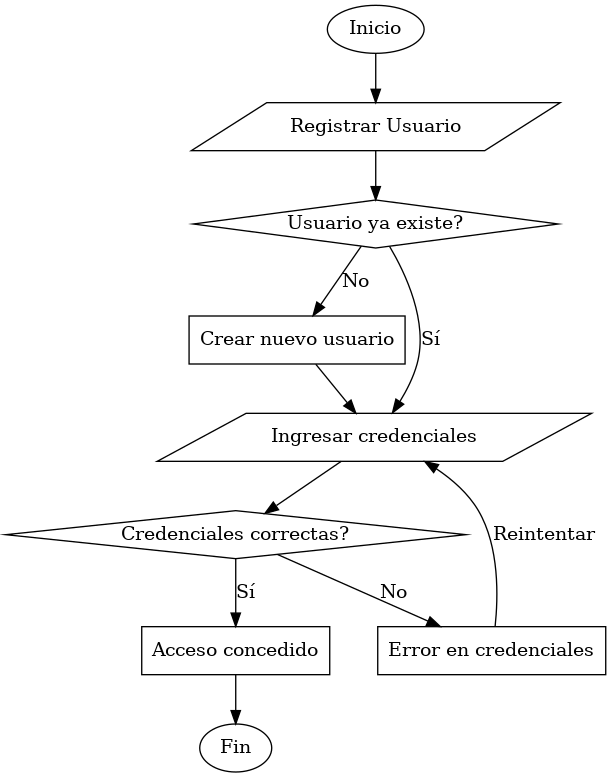 Inicio
Registrar Usuario
Usuario ya existe?
No
Crear nuevo usuario
Sí
Ingresar credenciales
Credenciales correctas?
Reintentar
Sí
No
Acceso concedido
Error en credenciales
Fin